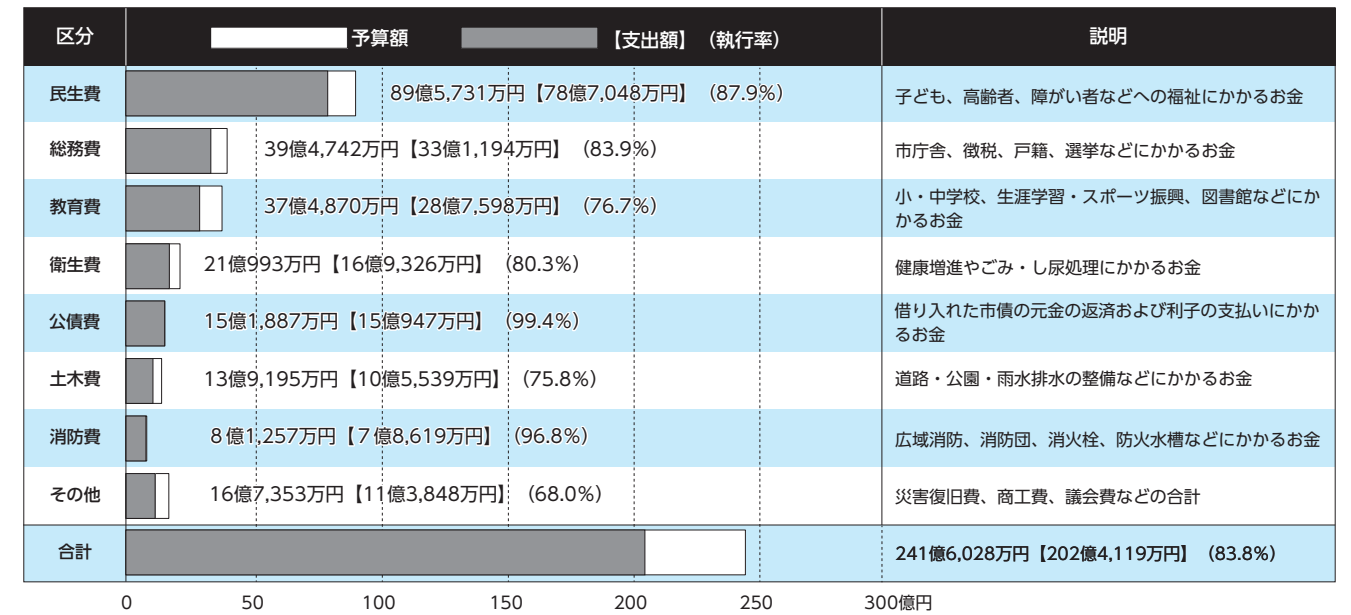 区分 予算額 【支出額】（執行率） 説明
民生費 89億5,731万円【78億7,048万円】（87.9%） 子ども、高齢者、障がい者などへの福祉にかかるお金
総務費 39億4,742万円【33億1,194万円】（83.9%） 市庁舎、徴税、戸籍、選挙などにかかるお金
教育費 37億4,870万円【28億7,598万円】（76.7%） 小・中学校、生涯学習・スポーツ振興、図書館などにか
かるお金
衛生費 21億993万円【16億9,326万円】（80.3%） 健康増進やごみ・し尿処理にかかるお金
公債費 15億1,887万円【15億947万円】（99.4%） 借り入れた市債の元金の返済および利子の支払いにかか
るお金
土木費 13億9,195万円【10億5,539万円】（75.8%） 道路・公園・雨水排水の整備などにかかるお金
消防費 8億1,257万円【7億8,619万円】（96.8%） 広域消防、消防団、消火栓、防火水槽などにかかるお金
その他 16億7,353万円【11億3,848万円】（68.0%） 災害復旧費、商工費、議会費などの合計
合計 241億6,028万円【202億4,119万円】（83.8%）
0 50 100 150 200 250 300億円